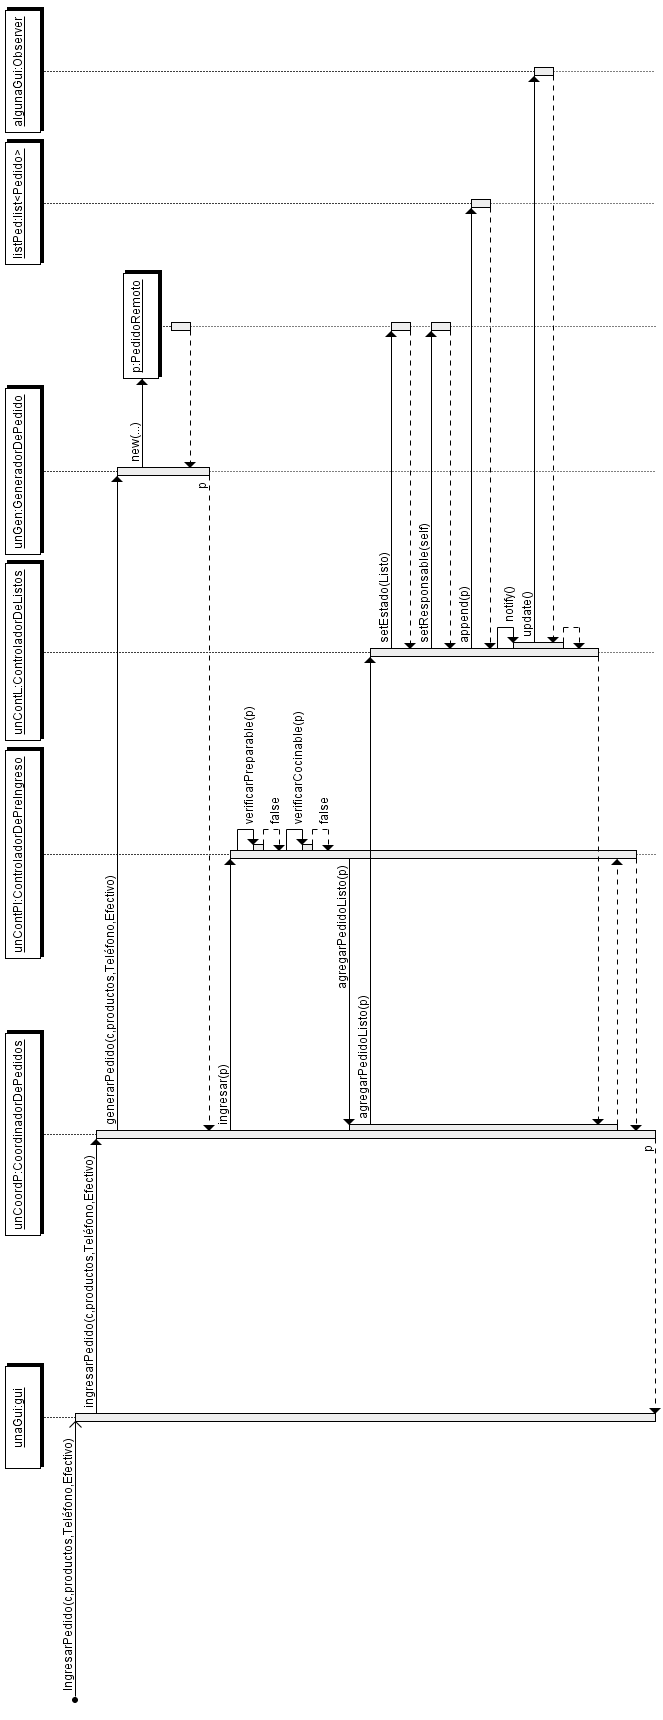 unaGui:gui
unCoordP:CoordinadorDePedidos
unContPI:ControladorDePreIngreso
unContL:ControladorDeListos
unGen:GeneradorDePedido
listPed:list<Pedido>
algunaGui:Observer
IngresarPedido(c,productos,Teléfono,Efectivo)
ingresarPedido(c,productos,Teléfono,Efectivo)
generarPedido(c,productos,Teléfono,Efectivo)
new(...)
p:PedidoRemoto
p
ingresar(p)
verificarPreparable(p)
false
verificarCocinable(p)
false
agregarPedidoListo(p)
agregarPedidoListo(p)
setEstado(Listo)
setResponsable(self)
append(p)
notify()
update()
p